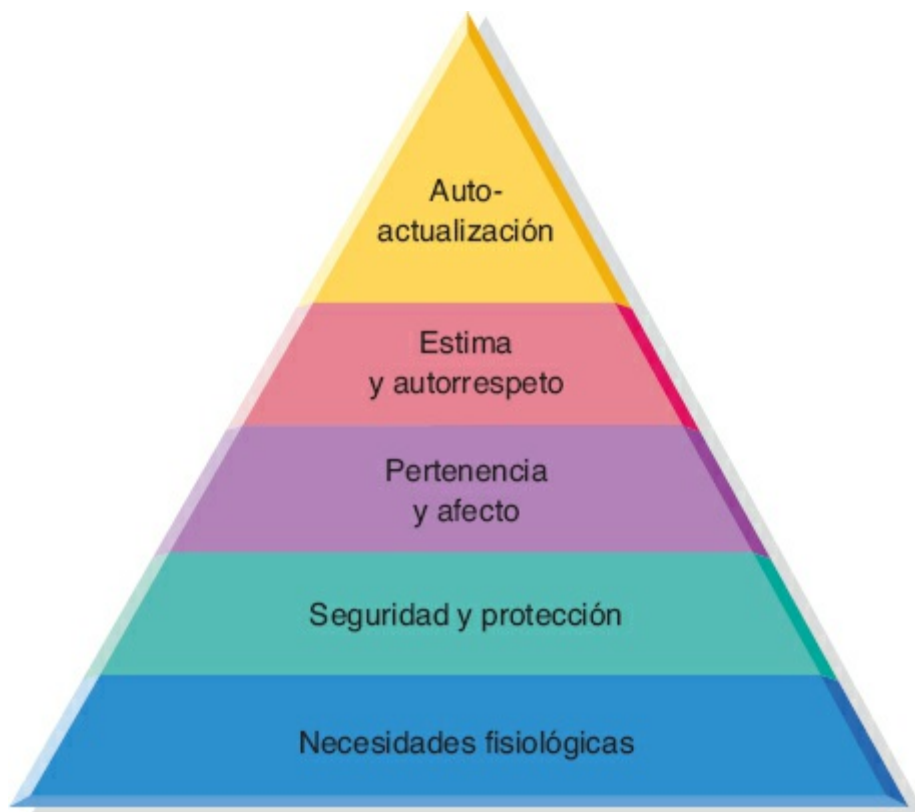 Auto-
actualización
Estima
y autorrespeto
Pertenencia
y afecto
Seguridad y protección
Necesidades fisiológicas